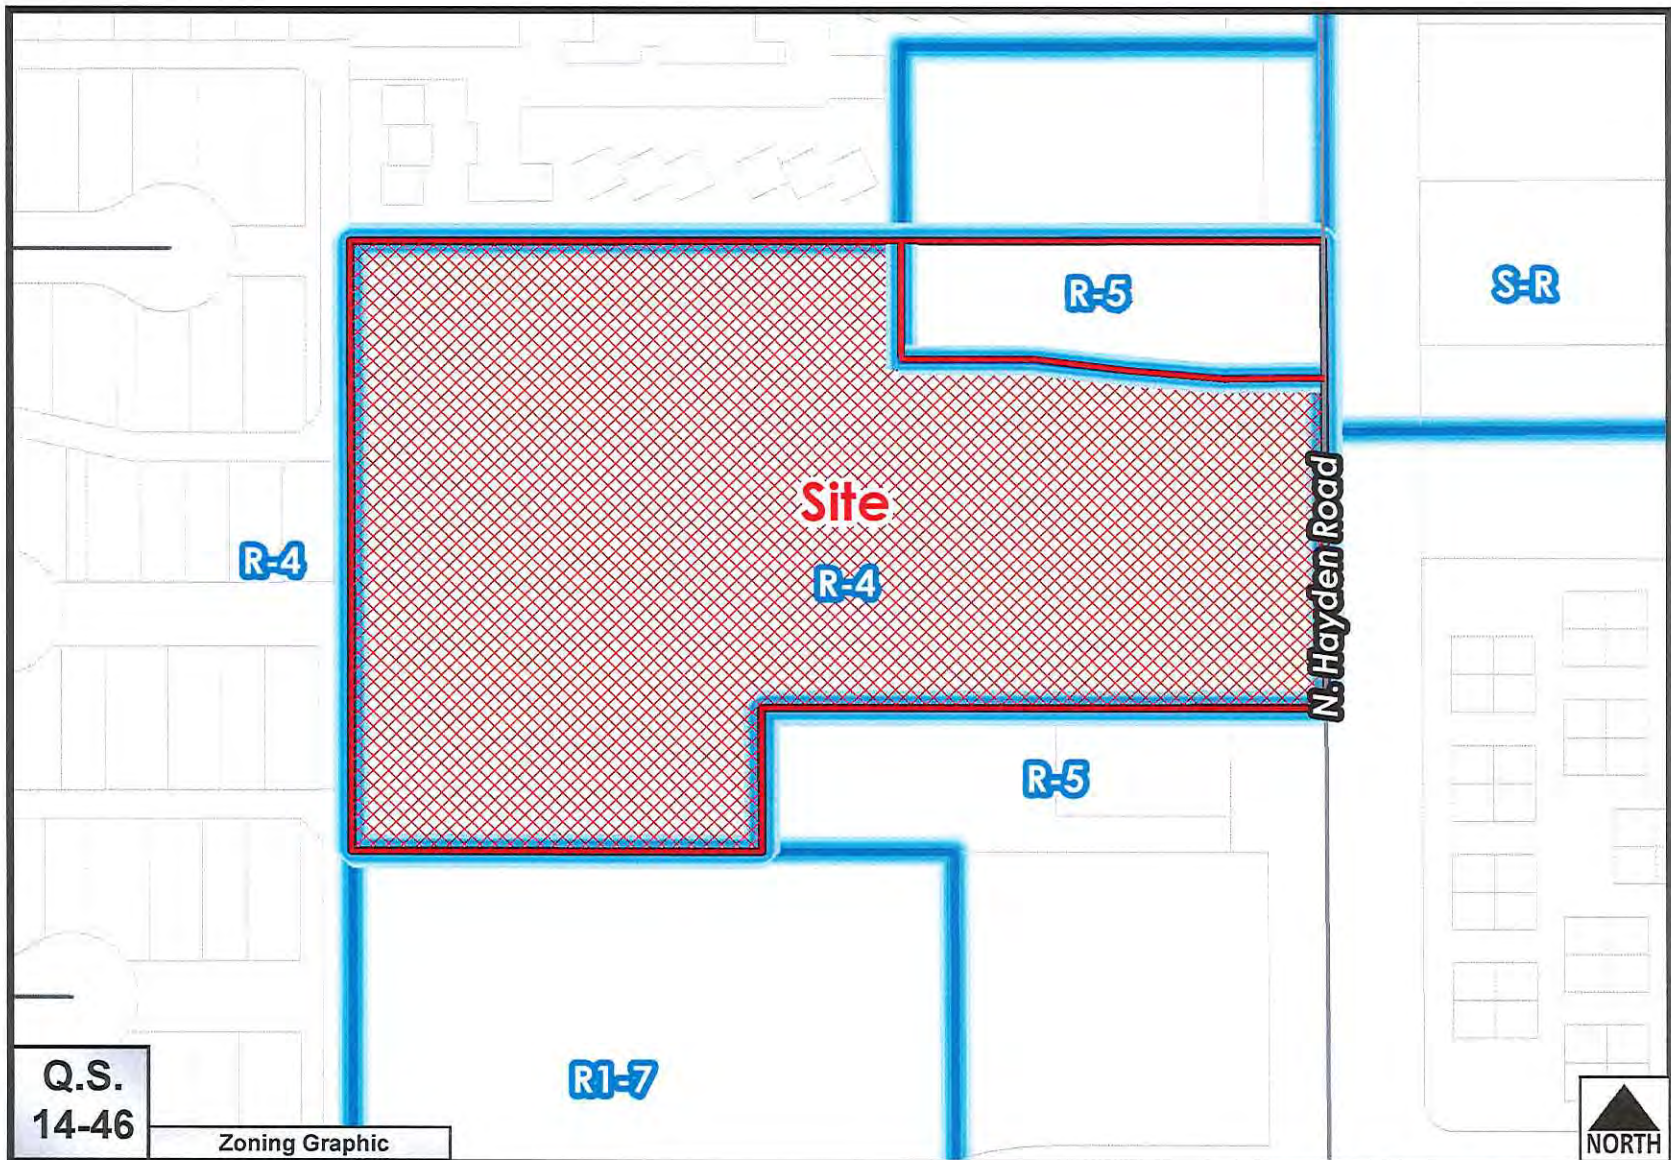 R-5
S-R
Site
R-4
R-4
N. Hayden Road
R-5
R1-7
Q.S.
14-46
Zoning Graphic
NORTH